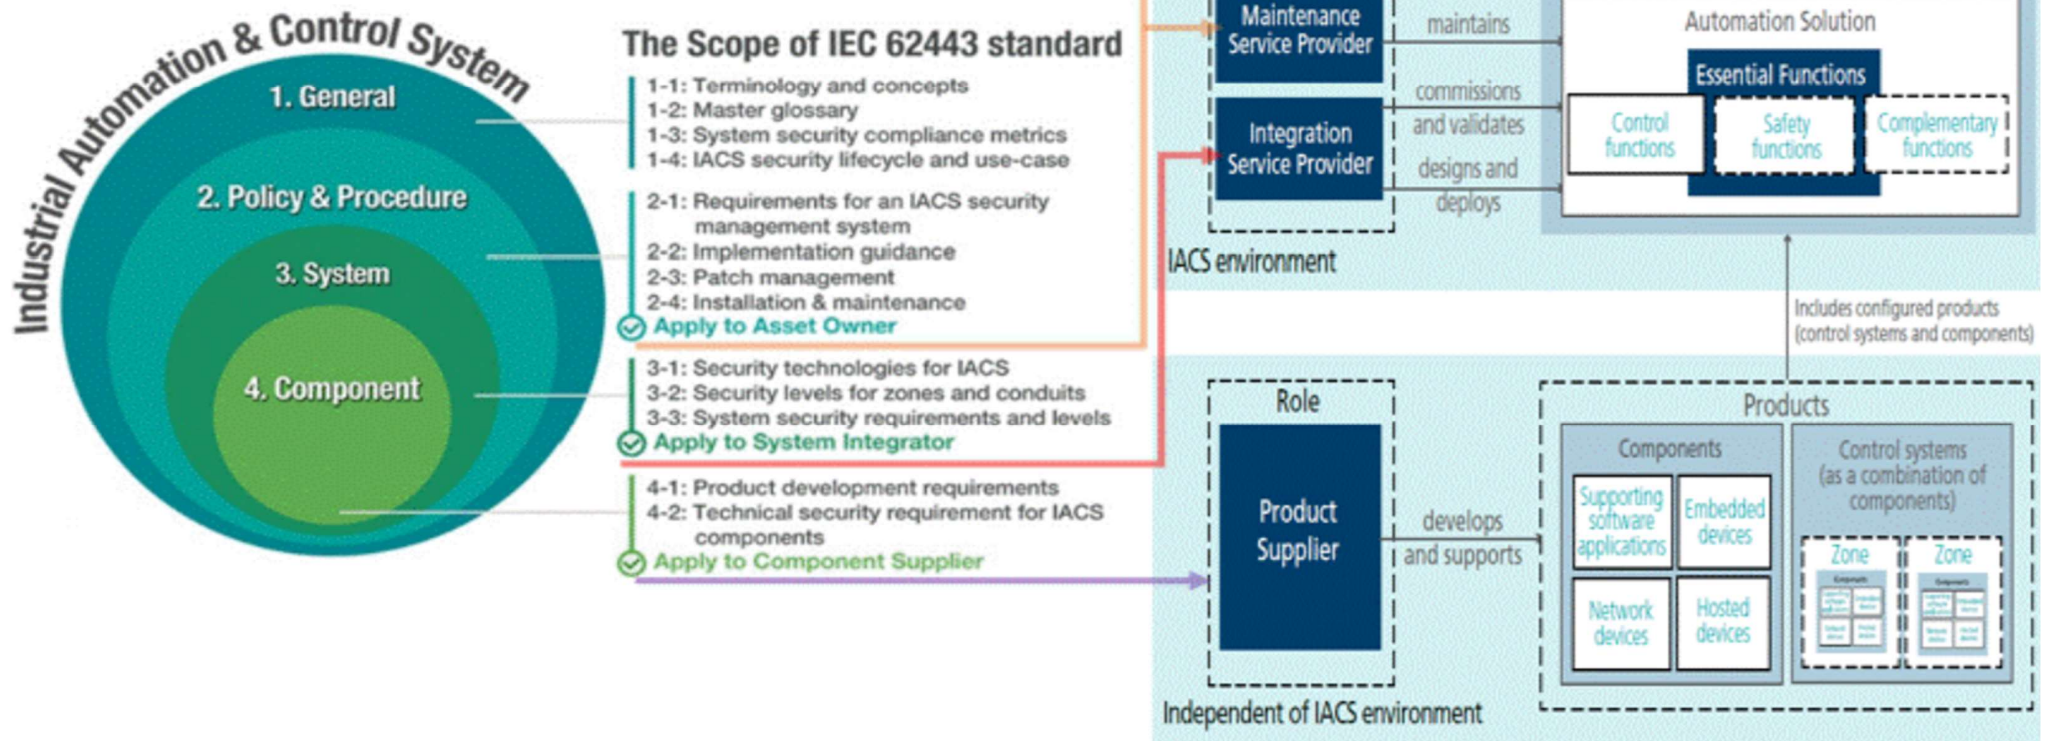 Industrial Automation & Control System
1. General
2. Policy & Procedure
3. System
4. Component
The Scope of IEC 62443 standard
1-1: Terminology and concepts
1-2: Master glossary
1-3: System security compliance metrics
1-4: IACS security lifecycle and use-case
2-1: Requirements for an IACS security
management system
2-2: Implementation guidance
2-3: Patch management
2-4: Installation & maintenance
Apply to Asset Owner
3-1: Security technologies for IACS
3-2: Security levels for zones and conduits
3-3: System security requirements and levels
Apply to System Integrator
4-1: Product development requirements
4-2: Technical security requirement for IACS
components
Apply to Component Supplier
Maintenance
Service Provider
maintains
Integration
Service Provider
commissions
and validates
designs and
deploys
IACS environment
Automation Solution
Essential Functions
Control
functions
Safety
functions
Complementary
functions
Includes configured products
(control systems and components)
Role
Product
Supplier
develops
and supports
Independent of IACS environment
Products
Components
Supporting
software
applications
Embedded
devices
Network
devices
Hosted
devices
Control systems
(as a combination of
components)
Zone
Zone